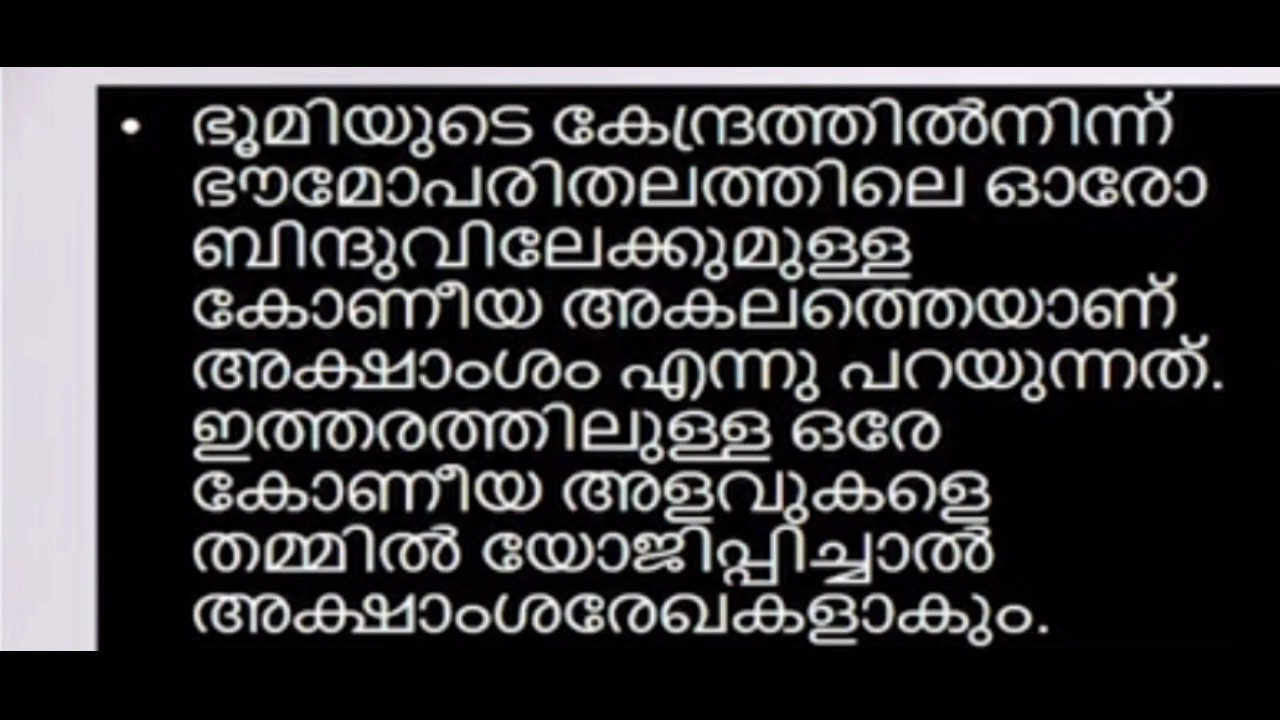 • ഭൂമിയുടെ കേന്ദ്രത്തിൽനിന്ന്
ഭൗമോപരിതലത്തിലെ ഓരോ
ബിന്ദുവിലേക്കുമുള്ള
കോണീയ അകലത്തെയാണ്
അക്ഷാംശം എന്നു പറയുന്നത്.
ഇത്തരത്തിലുള്ള ഒരേ
കോണീയ അളവുകളെ
തമ്മിൽ യോജിപ്പിച്ചാൽ
അക്ഷാംശരേഖകളാകും.